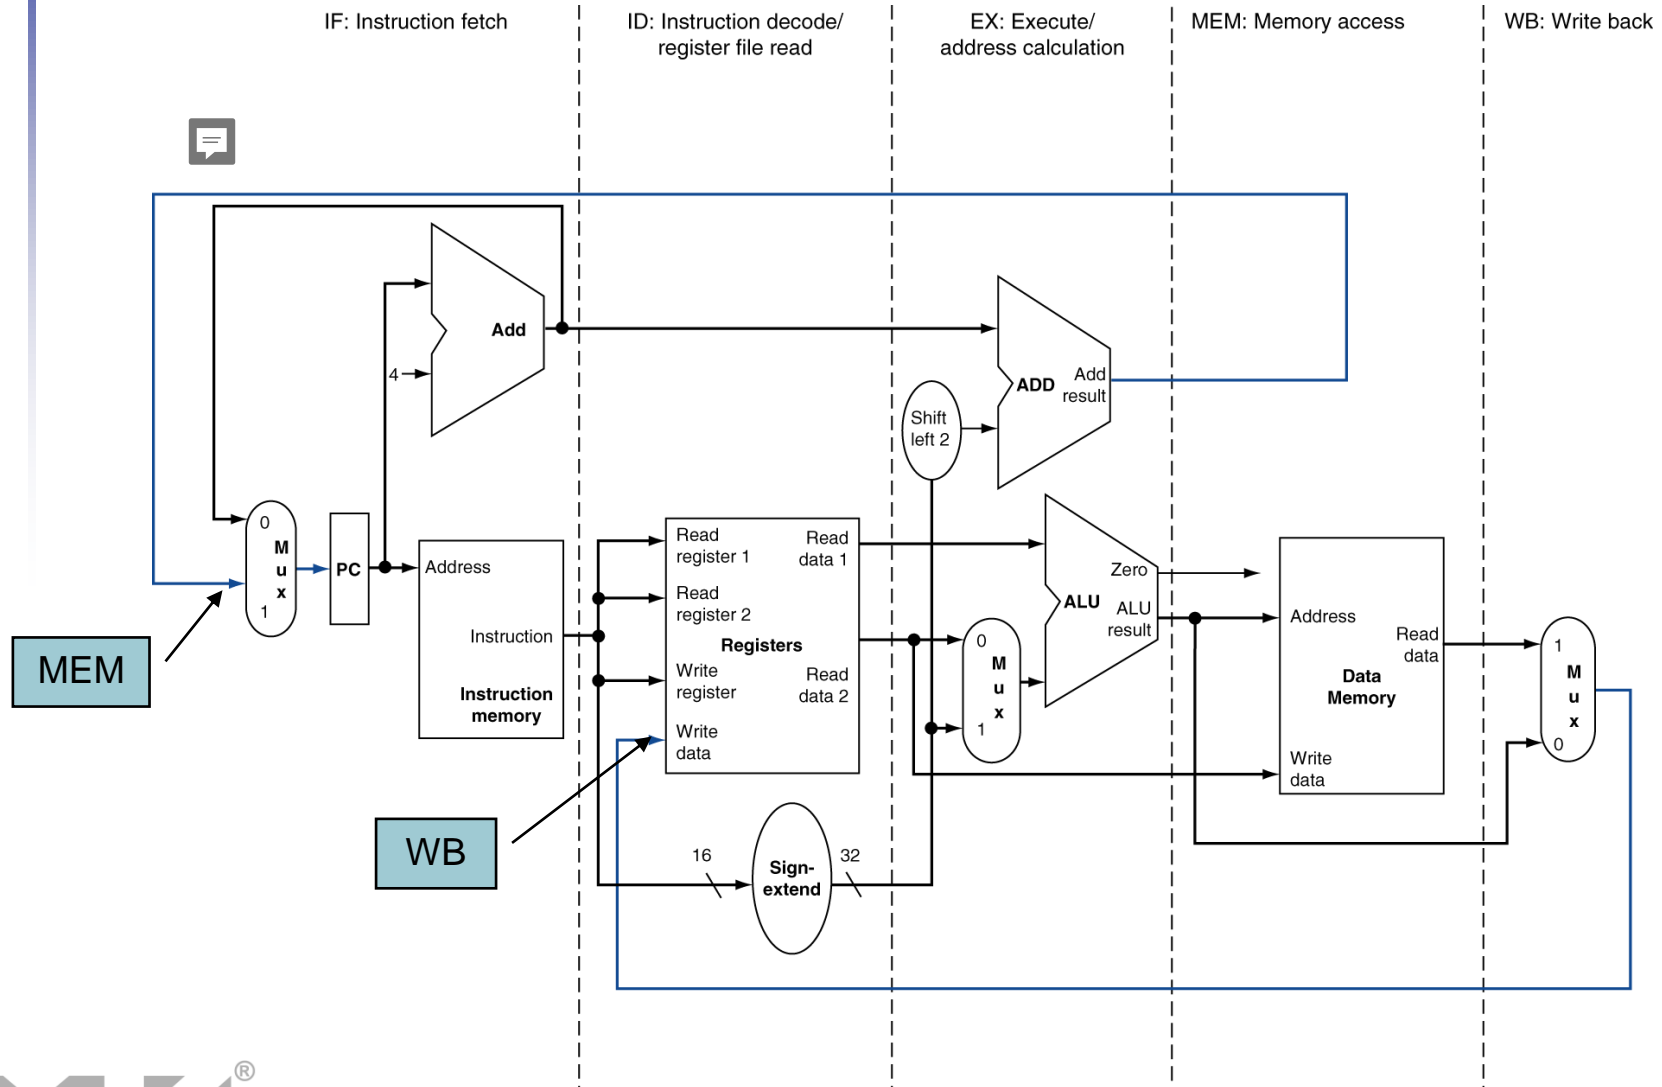 IF: Instruction fetch
ID: Instruction decode/
register file read
EX: Execute/
address calculation
MEM: Memory access
WB: Write back
Add
4
ADD
Add
result
Shift
left 2
0
M
u
x
1
PC
Address
Instruction
Instruction
memory
Read
register 1
Read
data 1
Read
register 2
Registers
Write
register
Read
data 2
Write
data
0
M
u
x
1
Zero
ALU
ALU
result
Address
Read
data
Data
Memory
Write
data
1
M
u
x
0
MEM
WB
16
Sign-
extend
32
®